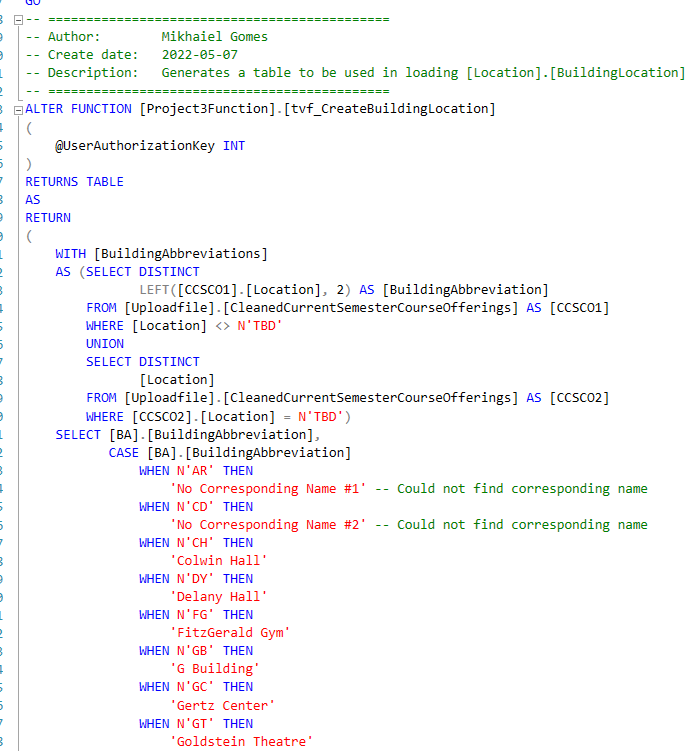 GO
-- =============================================
-- Author:        Mikhaiel Gomes
-- Create date:   2022-05-07
-- Description:   Generates a table to be used in loading [Location].[BuildingLocation]
-- =============================================
ALTER FUNCTION [Project3Function].[tvf_CreateBuildingLocation]
(
    @UserAuthorizationKey INT
)
RETURNS TABLE
AS
RETURN
(
    WITH [BuildingAbbreviations]
    AS (SELECT DISTINCT
               LEFT([CCSCO1].[Location], 2) AS [BuildingAbbreviation]
        FROM [Uploadfile].[CleanedCurrentSemesterCourseOfferings] AS [CCSCO1]
        WHERE [Location] <> N'TBD'
        UNION
        SELECT DISTINCT
               [Location]
        FROM [Uploadfile].[CleanedCurrentSemesterCourseOfferings] AS [CCSCO2]
        WHERE [CCSCO2].[Location] = N'TBD')
    SELECT [BA].[BuildingAbbreviation],
           CASE [BA].[BuildingAbbreviation]
               WHEN N'AR' THEN
                   'No Corresponding Name #1' -- Could not find corresponding name
               WHEN N'CD' THEN
                   'No Corresponding Name #2' -- Could not find corresponding name
               WHEN N'CH' THEN
                   'Colwin Hall'
               WHEN N'DY' THEN
                   'Delany Hall'
               WHEN N'FG' THEN
                   'FitzGerald Gym'
               WHEN N'GB' THEN
                   'G Building'
               WHEN N'GC' THEN
                   'Gertz Center'
               WHEN N'GT' THEN
                   'Goldstein Theatre'